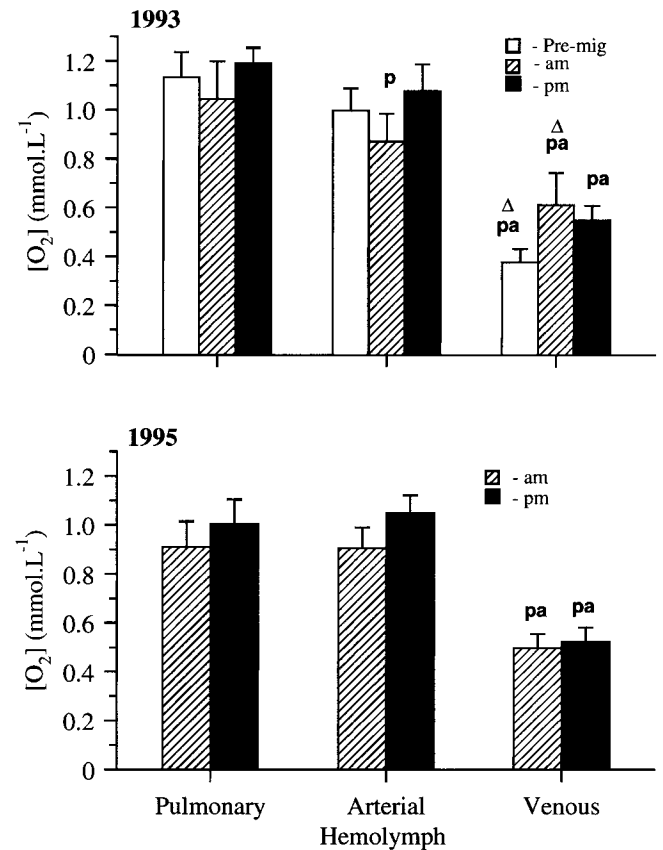 1993
- Pre-mig
- am
- pm
[O₂] (mmol.L⁻¹)
1.2
1.0
0.8
0.6
0.4
0.2
0
p
Δ
pa
Δ
pa
pa
1995
- am
- pm
[O₂] (mmol.L⁻¹)
1.2
1.0
0.8
0.6
0.4
0.2
0
pa pa
Pulmonary Arterial Venous
Hemolymph